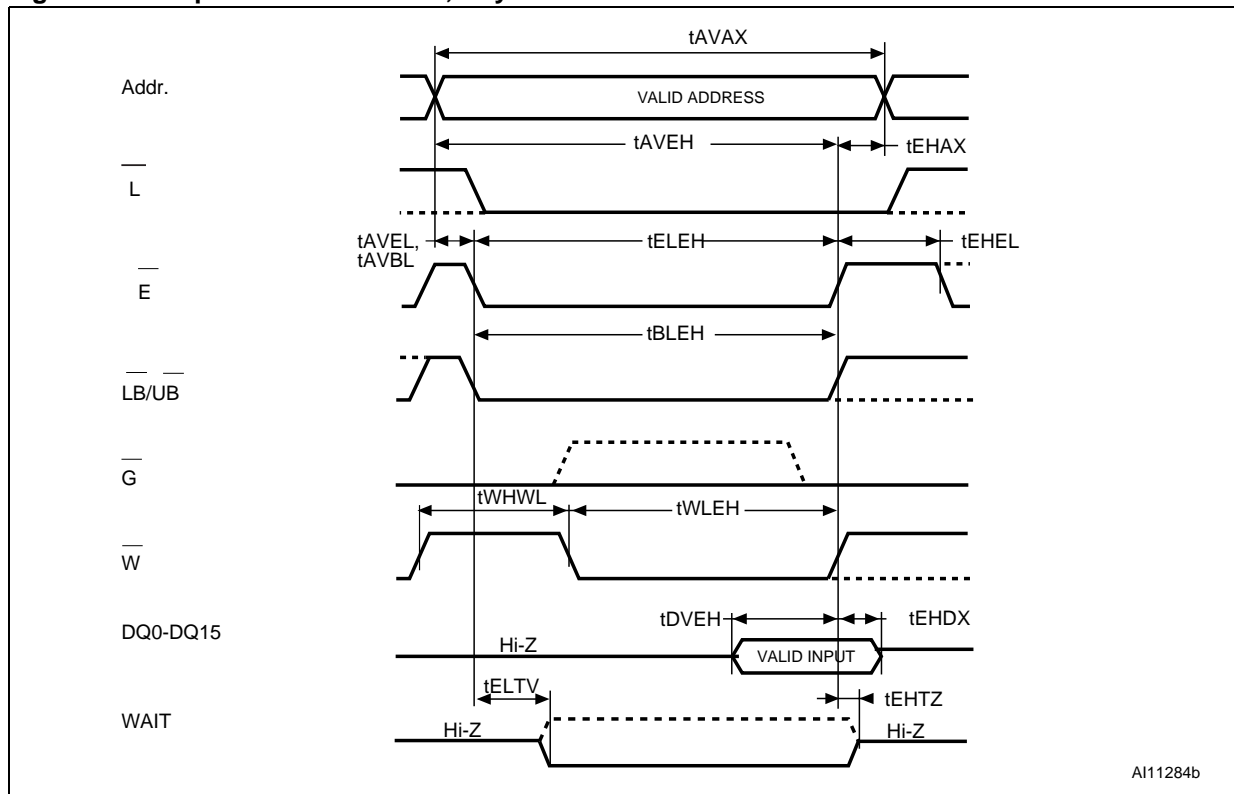 tAVAX
Addr.
VALID ADDRESS
tAVEH
tEHAX
L
tAVEL,
tAVBL
tELEH
tEHEL
E
tBLEH
LB/UB
G
tWHWL
tWLEH
W
DQ0-DQ15
tDVEH
tEHDX
Hi-Z
VALID INPUT
tELTV
tEHTZ
WAIT
Hi-Z
Hi-Z
AI11284b